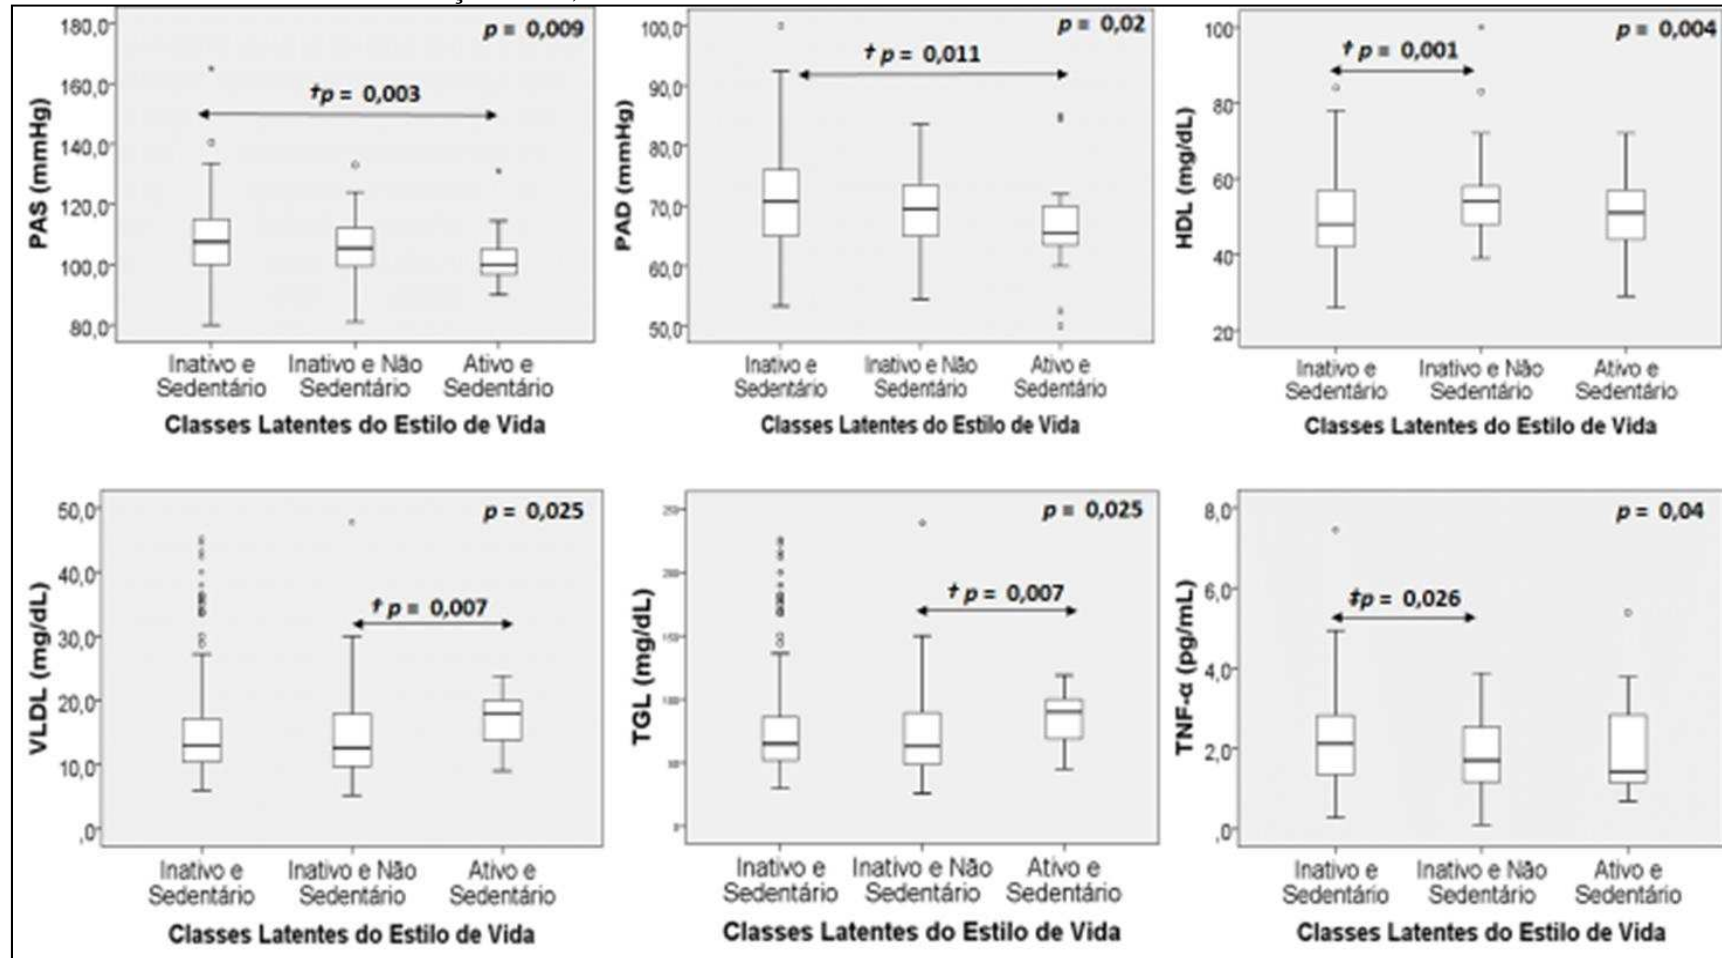 180,0
160,0
140,0
120,0
100,0
80,0
PAS (mmHg)
p = 0,009
†p = 0,003
Inativo e Sedentário
Inativo e Não Sedentário
Ativo e Sedentário
Classes Latentes do Estilo de Vida
100,0
90,0
80,0
70,0
60,0
50,0
PAD (mmHg)
p = 0,02
† p = 0,011
Inativo e Sedentário
Inativo e Não Sedentário
Ativo e Sedentário
Classes Latentes do Estilo de Vida
100
80
60
40
20
HDL (mg/dL)
p = 0,004
† p = 0,001
Inativo e Sedentário
Inativo e Não Sedentário
Ativo e Sedentário
Classes Latentes do Estilo de Vida
50,0
40,0
30,0
20,0
10,0
,0
VLDL (mg/dL)
p = 0,025
† p = 0,007
Inativo e Sedentário
Inativo e Não Sedentário
Ativo e Sedentário
Classes Latentes do Estilo de Vida
250
200
150
100
50
0
TGL (mg/dL)
p = 0,025
† p = 0,007
Inativo e Sedentário
Inativo e Não Sedentário
Ativo e Sedentário
Classes Latentes do Estilo de Vida
8,0
6,0
4,0
2,0
,0
TNF-α (pg/mL)
p = 0,04
‡p = 0,026
Inativo e Sedentário
Inativo e Não Sedentário
Ativo e Sedentário
Classes Latentes do Estilo de Vida